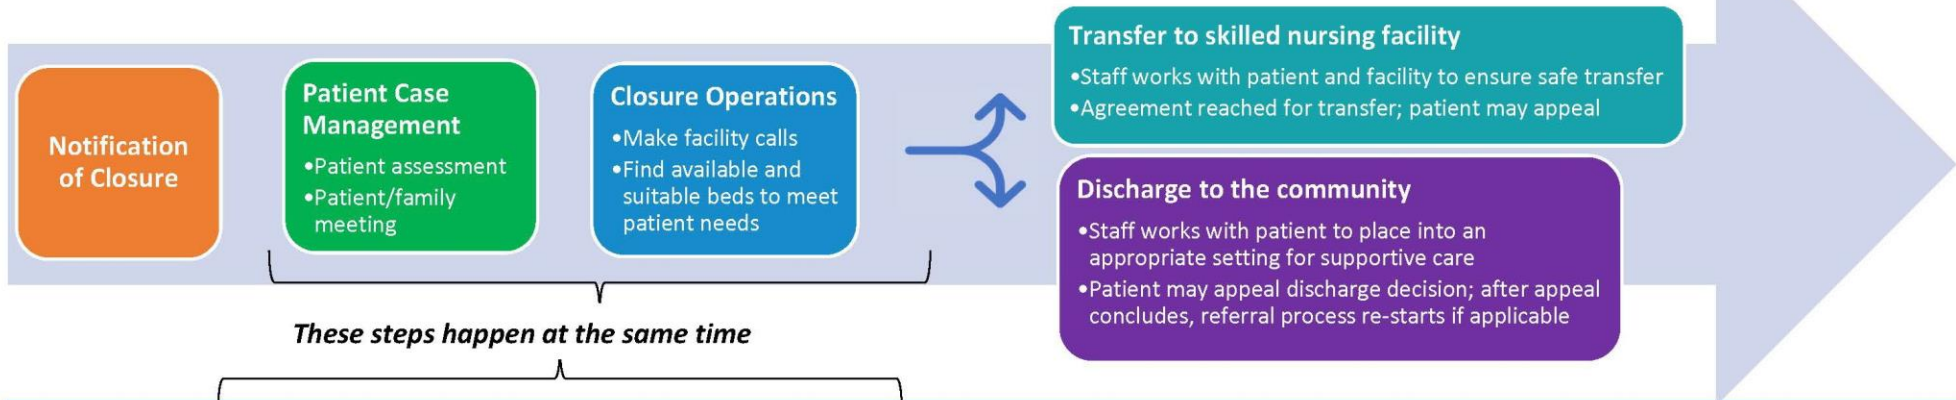 Notification
of Closure
Patient Case
Management
•Patient assessment
•Patient/family
meeting
Closure Operations
•Make facility calls
•Find available and
suitable beds to meet
patient needs
Transfer to skilled nursing facility
•Staff works with patient and facility to ensure safe transfer
•Agreement reached for transfer; patient may appeal
Discharge to the community
•Staff works with patient to place into an
appropriate setting for supportive care
•Patient may appeal discharge decision; after appeal
concludes, referral process re-starts if applicable
These steps happen at the same time